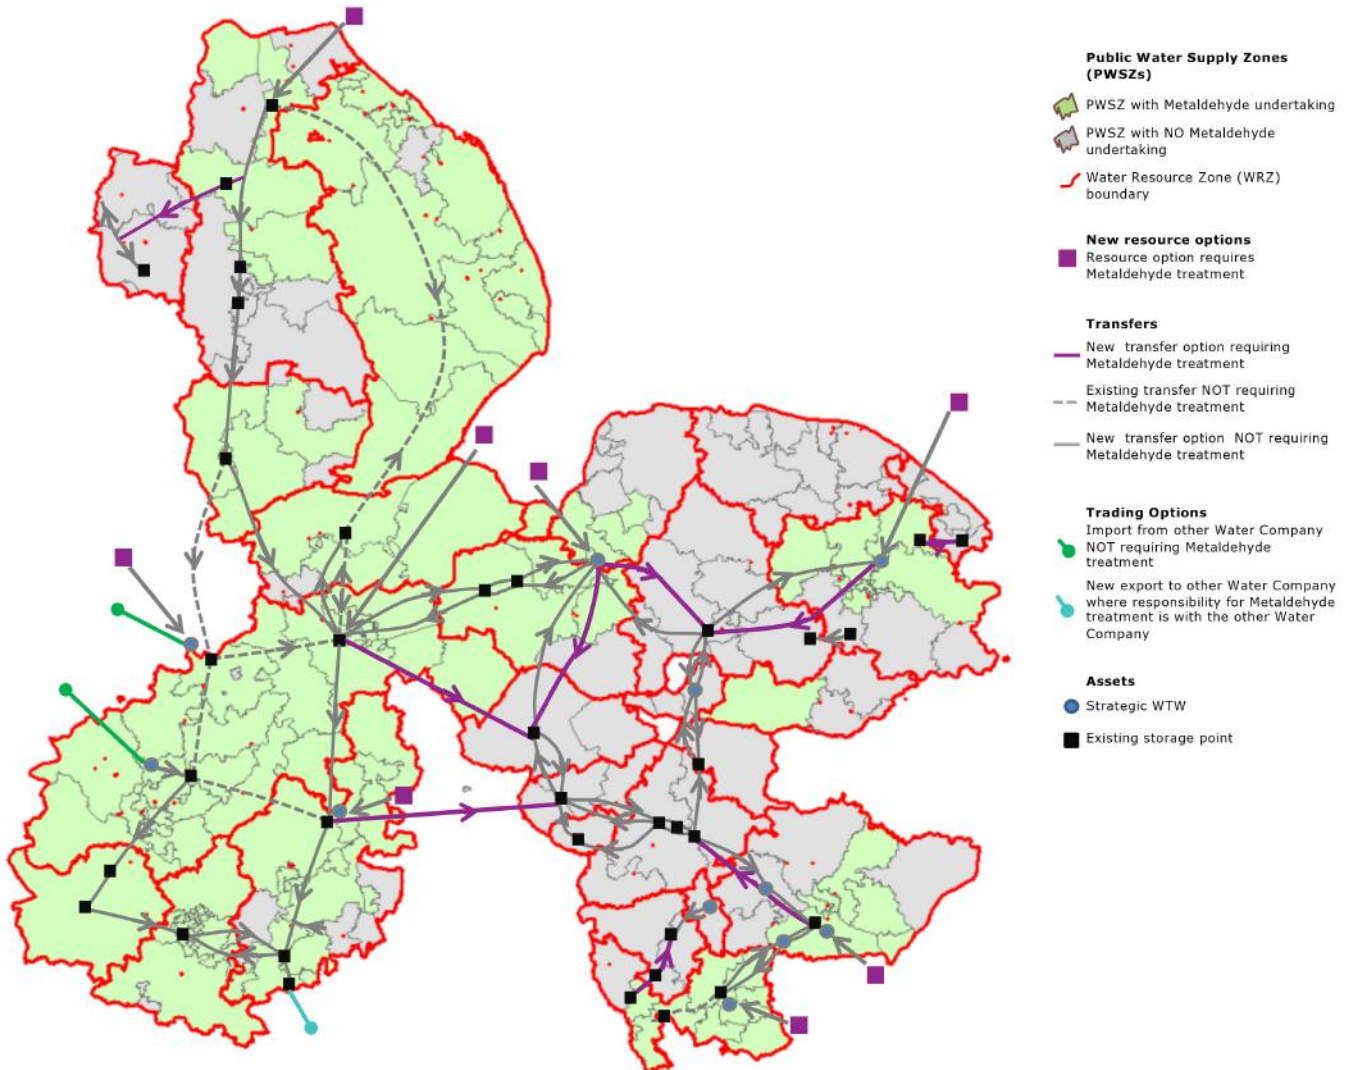 Public Water Supply Zones
(PWSZs)
PWSZ with Metaldehyde undertaking
PWSZ with NO Metaldehyde
undertaking
Water Resource Zone (WRZ)
boundary
New resource options
Resource option requires
Metaldehyde treatment
Transfers
New transfer option requiring
Metaldehyde treatment
Existing transfer NOT requiring
Metaldehyde treatment
New transfer option NOT requiring
Metaldehyde treatment
Trading Options
Import from other Water Company
NOT requiring Metaldehyde
treatment
New export to other Water Company
where responsibility for Metaldehyde
treatment is with the other Water
Company
Assets
Strategic WTW
Existing storage point